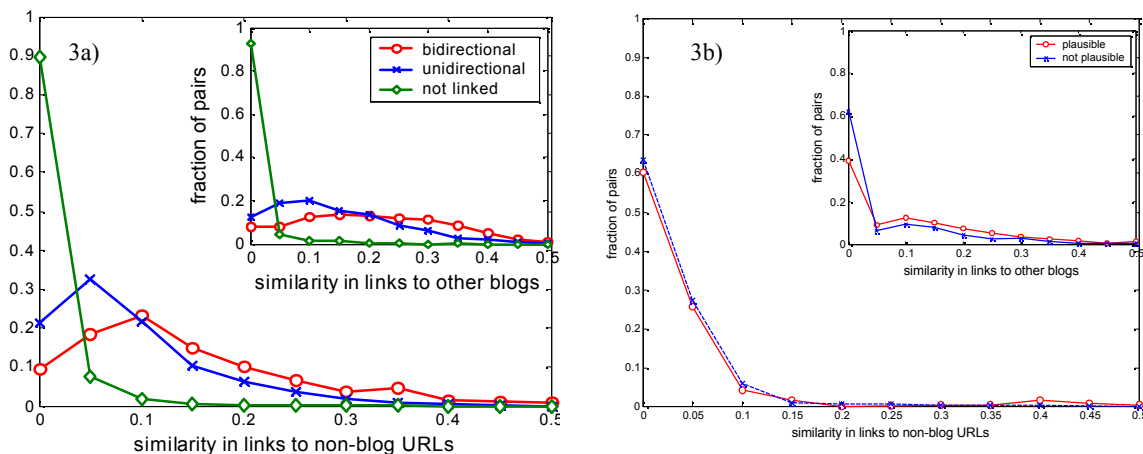 3a)
bidirectional
unidirectional
not linked
fraction of pairs
1
0.8
0.6
0.4
0.2
0
0 0.1 0.2 0.3 0.4 0.5
similarity in links to other blogs
1
0.9
0.8
0.7
0.6
0.5
0.4
0.3
0.2
0.1
0
0 0.1 0.2 0.3 0.4 0.5
similarity in links to non-blog URLs
3b)
plausible
not plausible
fraction of pairs
1
0.8
0.6
0.4
0.2
0
0 0.1 0.2 0.3 0.4 0.5
similarity in links to other blogs
fraction of pairs
1
0.9
0.8
0.7
0.6
0.5
0.4
0.3
0.2
0.1
0
0.05 0.1 0.15 0.2 0.25 0.3 0.35 0.4 0.45 0.5
similarity in links to non-blog URLs